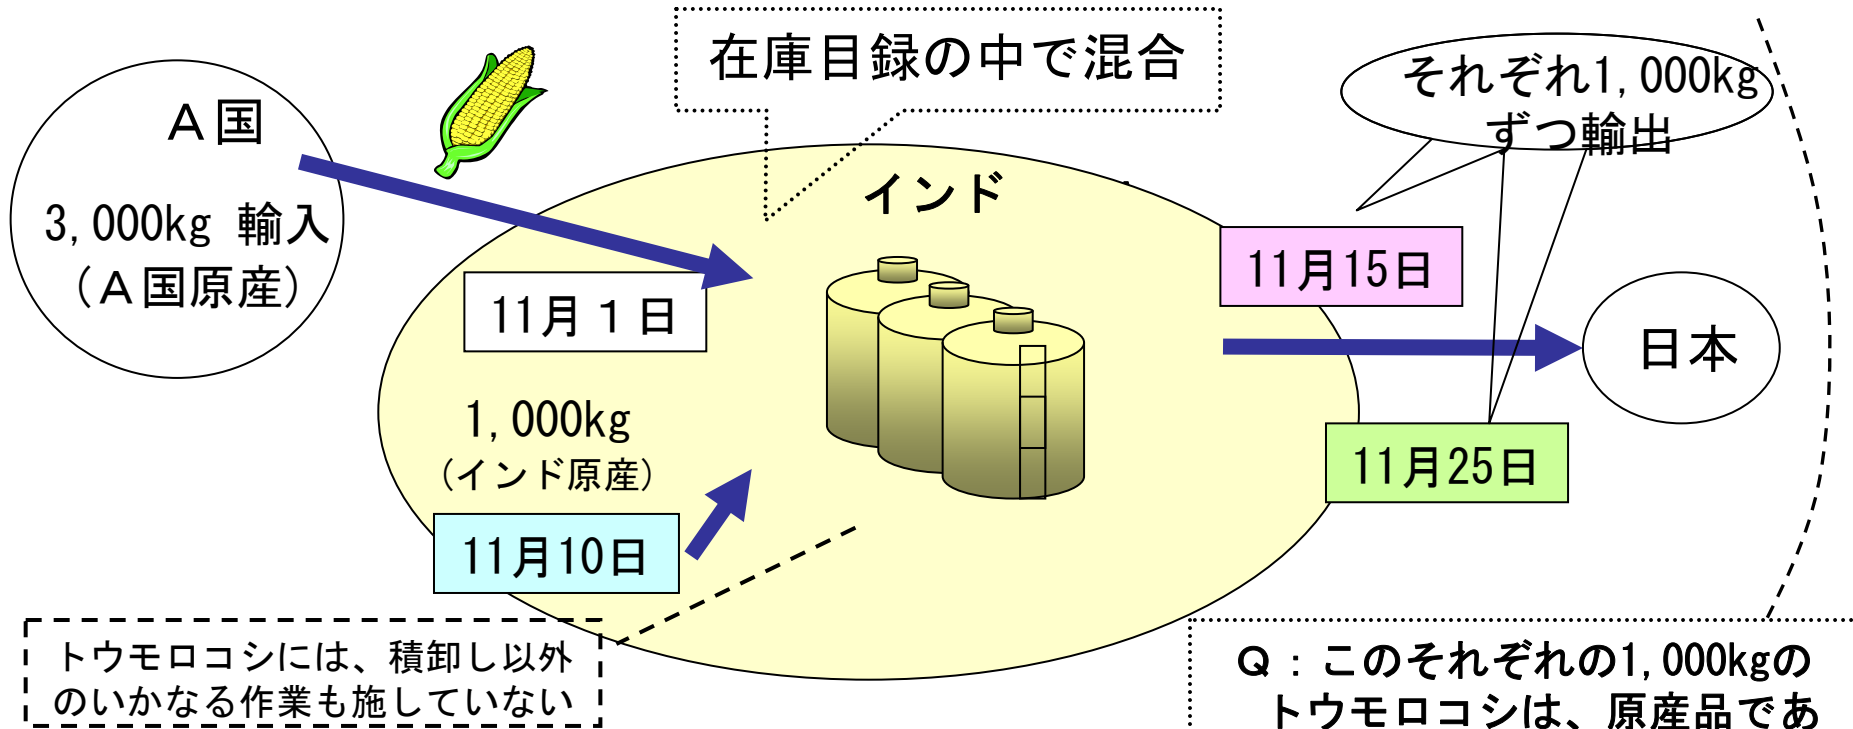 在庫目録の中で混合
それぞれ1,000kg
ずつ輸出
A国
3,000kg 輸入
（A国原産）
インド
11月1日
11月15日
日本
1,000kg
（インド原産）
11月25日
11月10日
トウモロコシには、積卸し以外
のいかなる作業も施していない
Q：このそれぞれの1,000kgの
トウモロコシは、原産品であ